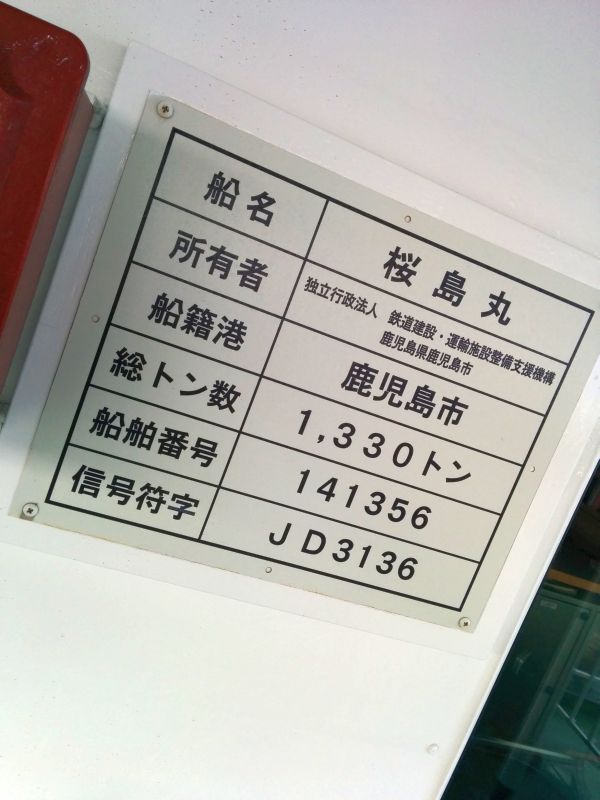 船名 桜島丸
所有者 独立行政法人 鉄道建設・運輸施設整備支援機構
鹿児島県鹿児島市
船籍港 鹿児島市
総トン数 1,330トン
船舶番号 141356
信号符字 JD3136